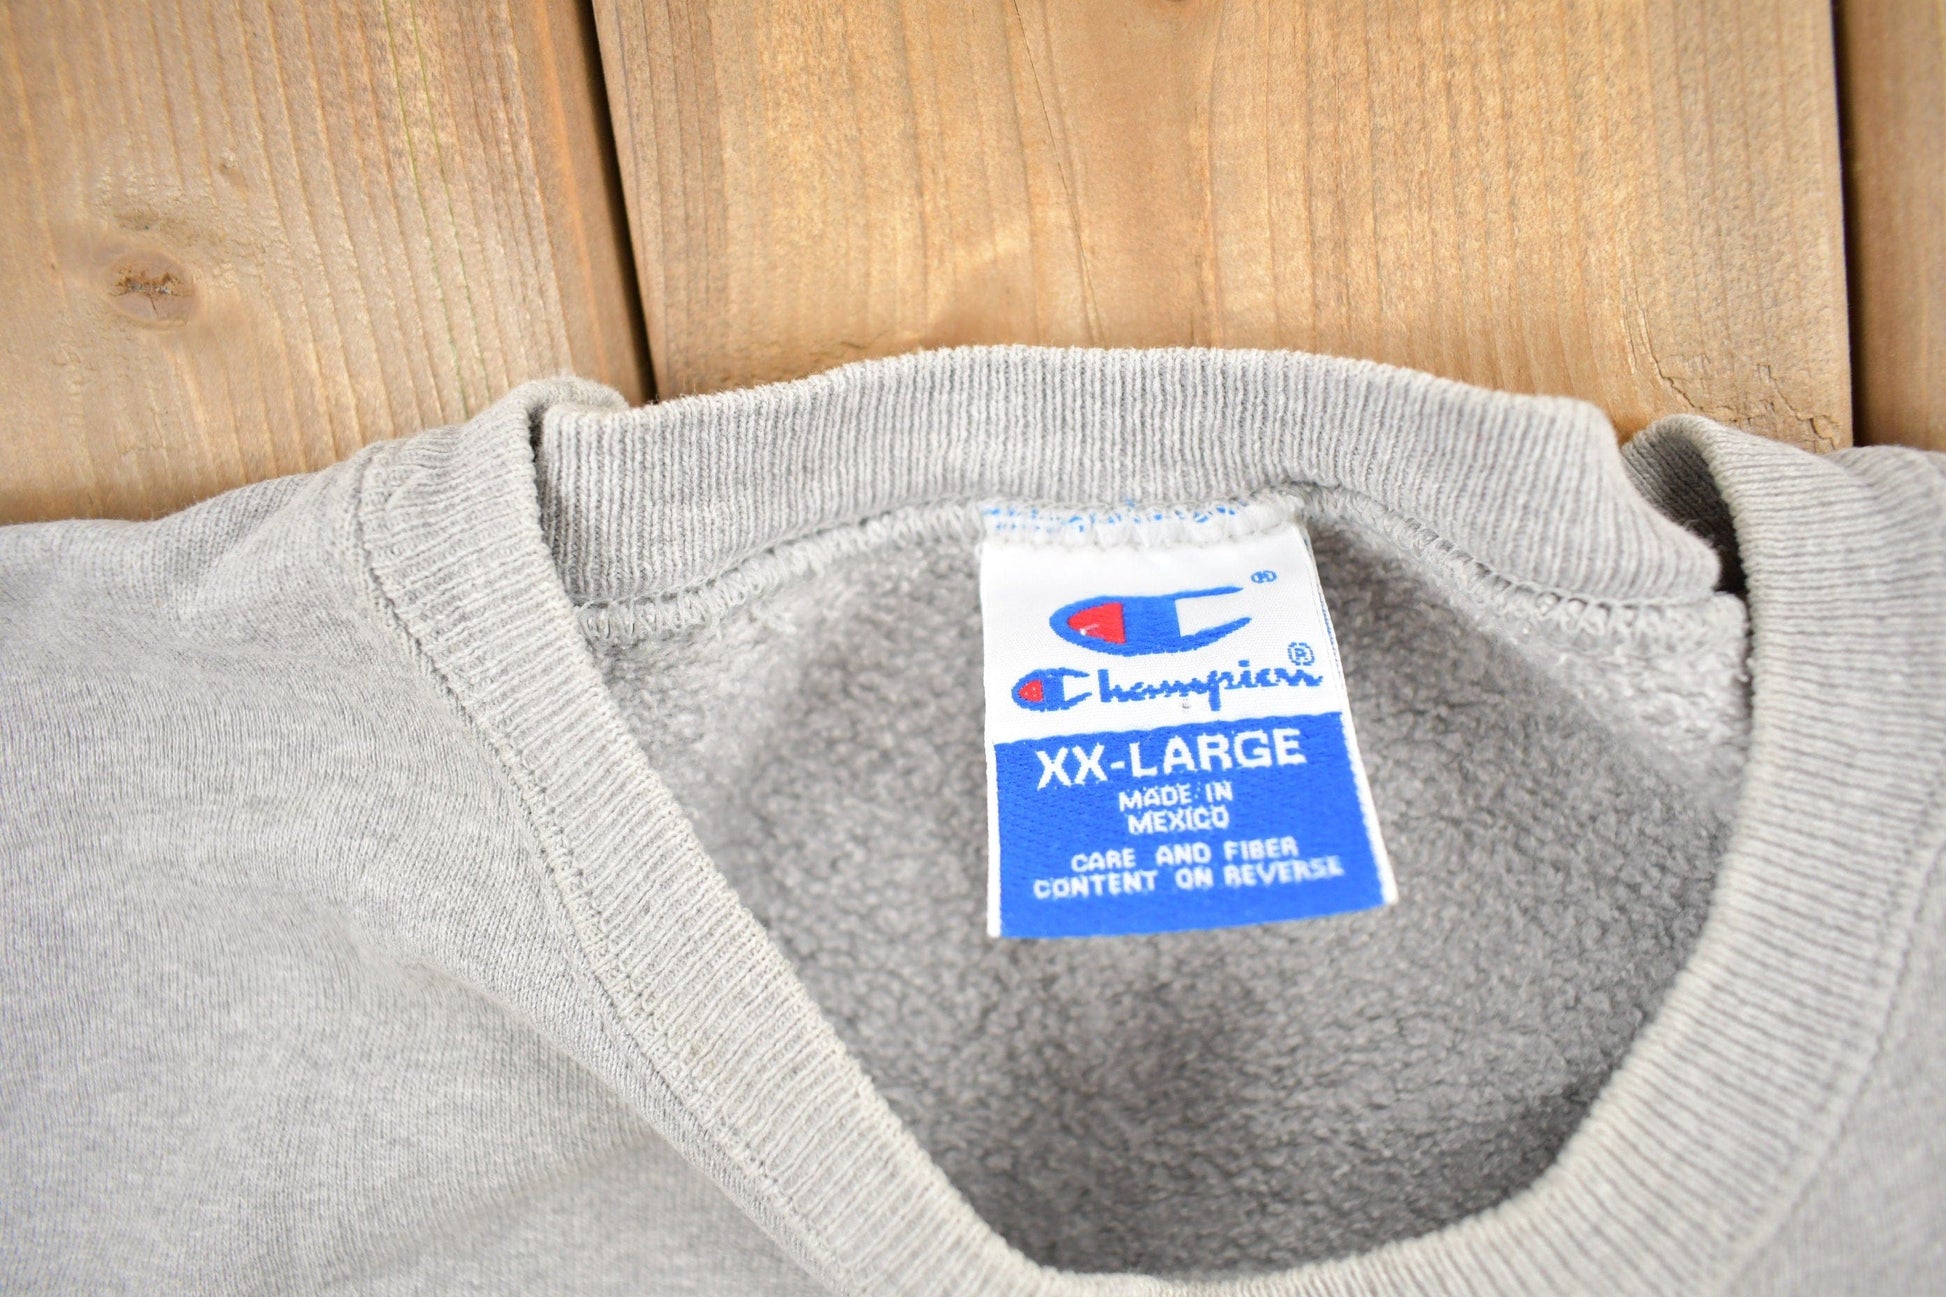 ®
Champion®
XX-LARGE
MADE IN
MEXICO
CARE AND FIBER
CONTENT ON REVERSE